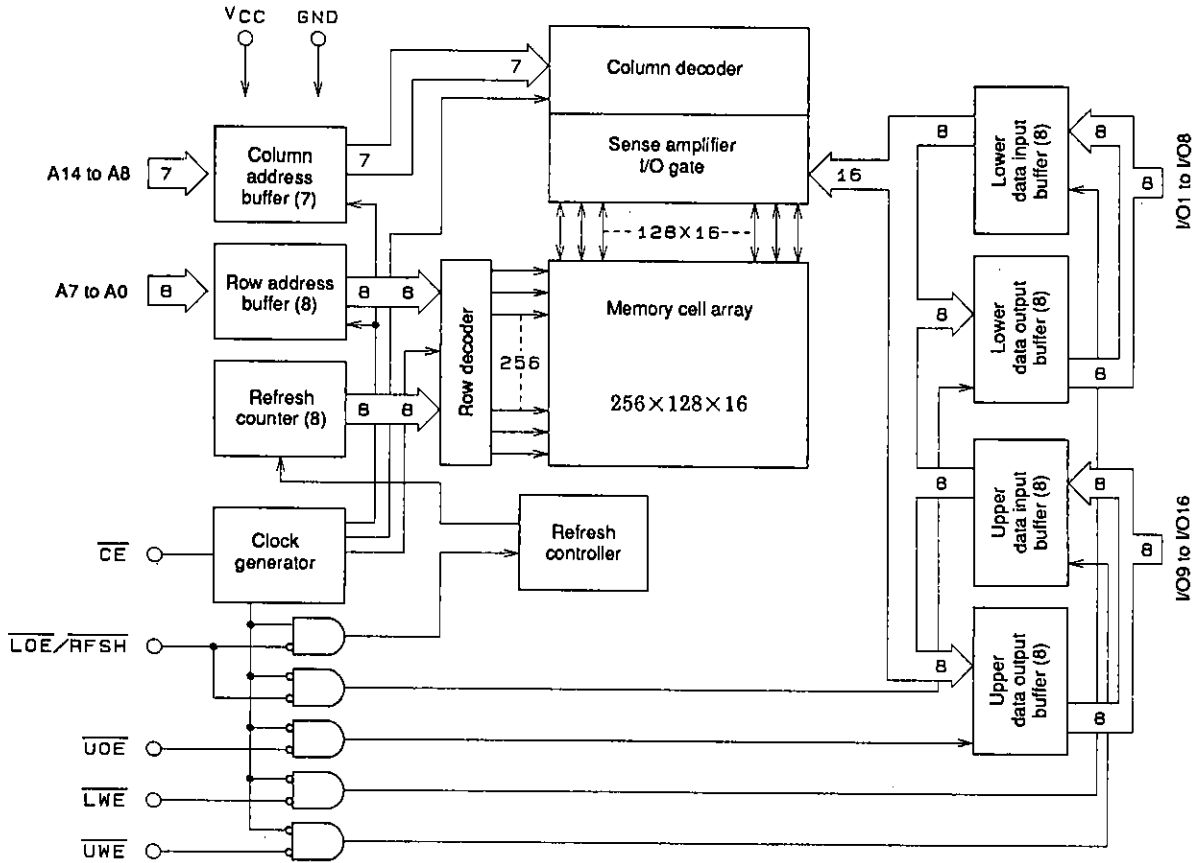 VCC
GND
A14 to A8
7
Column
address
buffer (7)
7
7
Column decoder
Sense amplifier
I/O gate
16
128X16
A7 to A0
8
Row address
buffer (8)
8
8
Row decoder
256
Memory cell array
256×128×16
Refresh
counter (8)
8
8
CE
Clock
generator
Refresh
controller
LOE/RFSH
UOE
LWE
UWE
8
Lower
data input
buffer (8)
8
8
I/O1 to I/O8
8
Lower
data output
buffer (8)
8
8
Upper
data input
buffer (8)
8
8
I/O9 to I/O16
8
Upper
data output
buffer (8)
8